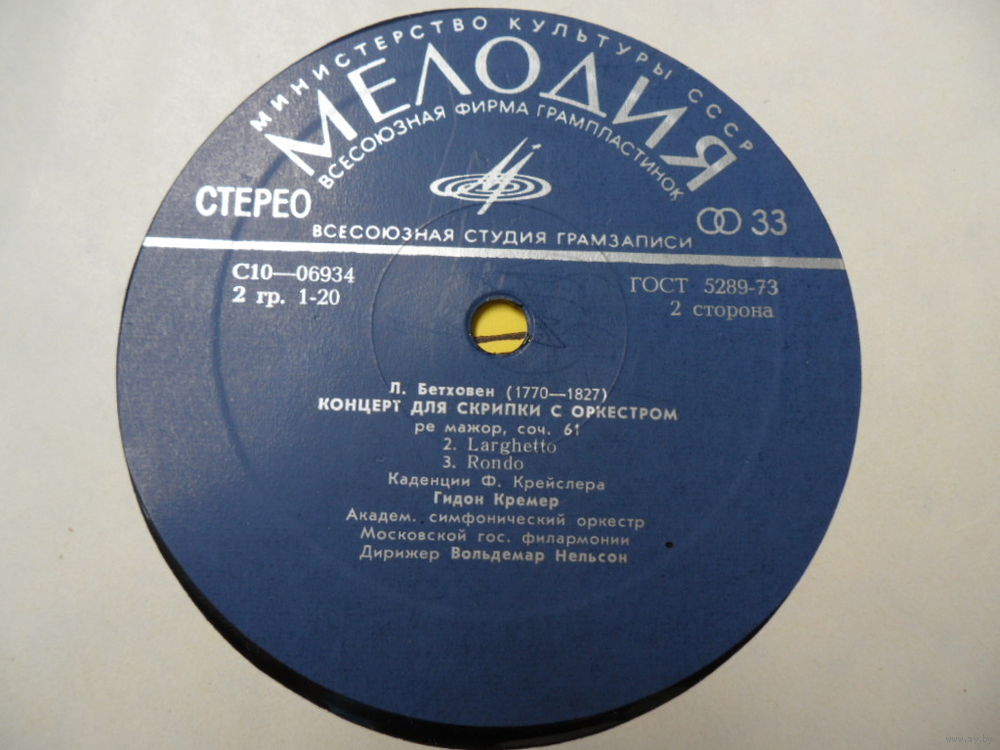 МИНИСТЕРСТВО КУЛЬТУРЫ СССР
МЕЛОДИЯ
ВСЕСОЮЗНАЯ ФИРМА ГРАМПЛАСТИНОК
СТЕРЕО
33
ВСЕСОЮЗНАЯ СТУДИЯ ГРАМЗАПИСИ
С10—06934
ГОСТ 5289-73
2 гр. 1-20
2 сторона
Л. Бетховен (1770—1827)
КОНЦЕРТ ДЛЯ СКРИПКИ С ОРКЕСТРОМ
ре мажор, соч. 61
2. Larghetto
3. Rondo
Каденции Ф. Крейслера
Гидон Кремер
Академ. симфонический оркестр
Московской гос. филармонии
Дирижер Вольдемар Нельсон